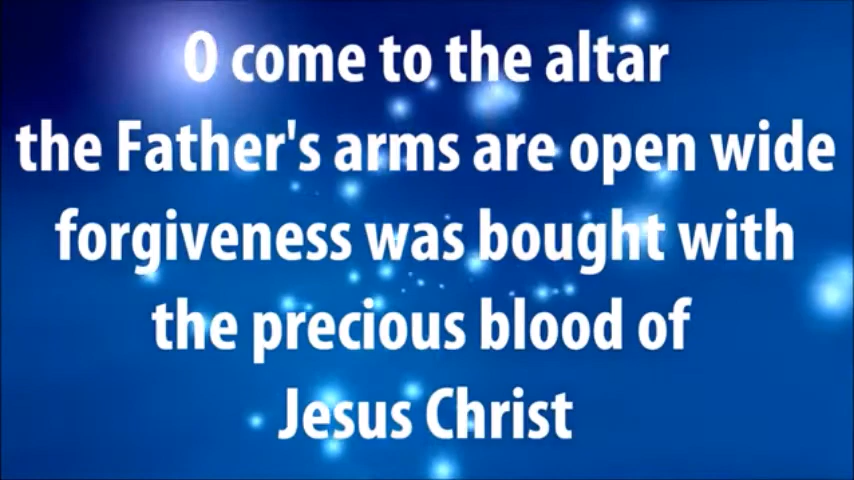 O come to the altar
the Father's arms are open wide
forgiveness was bought with
the precious blood of
Jesus Christ